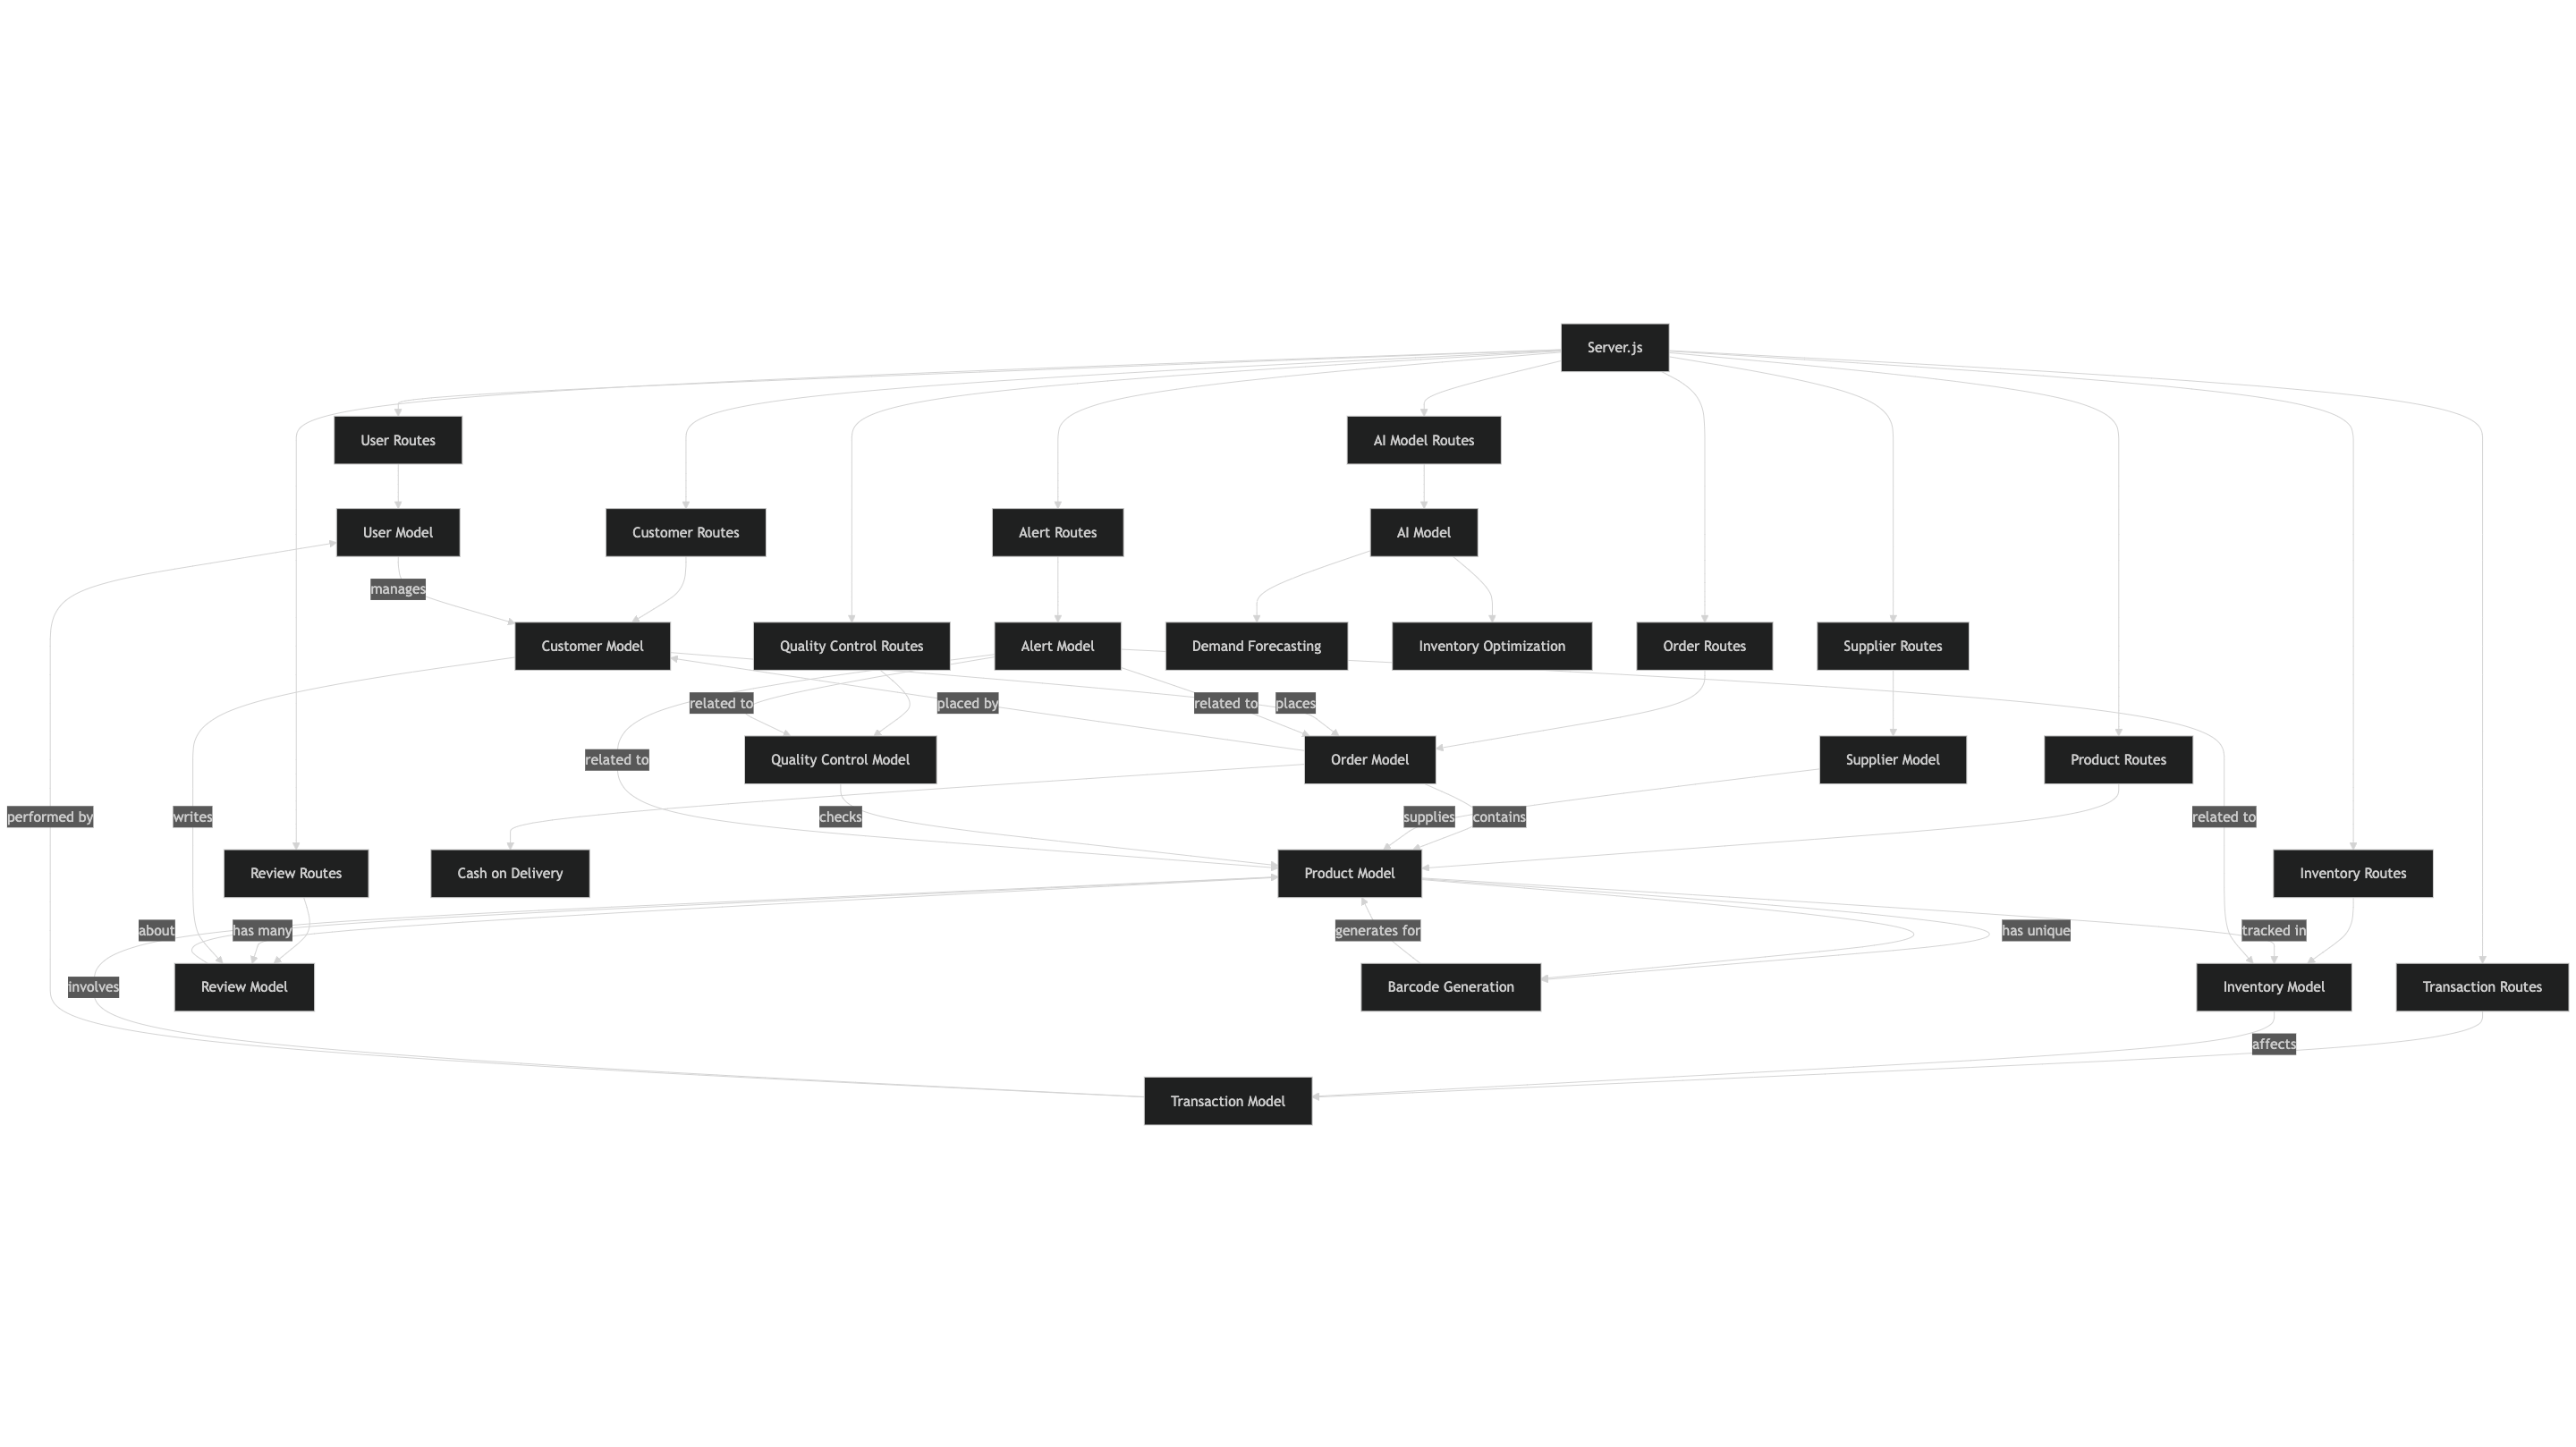 Server.js
User Routes
AI Model Routes
User Model
Customer Routes
Alert Routes
AI Model
manages
Customer Model
Quality Control Routes
Alert Model
Demand Forecasting
Inventory Optimization
Order Routes
Supplier Routes
related to
placed by
related to
places
related to
Quality Control Model
Order Model
Supplier Model
Product Routes
performed by
writes
checks
supplies
contains
related to
Review Routes
Cash on Delivery
Product Model
Inventory Routes
about
has many
generates for
has unique
tracked in
involves
Review Model
Barcode Generation
Inventory Model
Transaction Routes
affects
Transaction Model